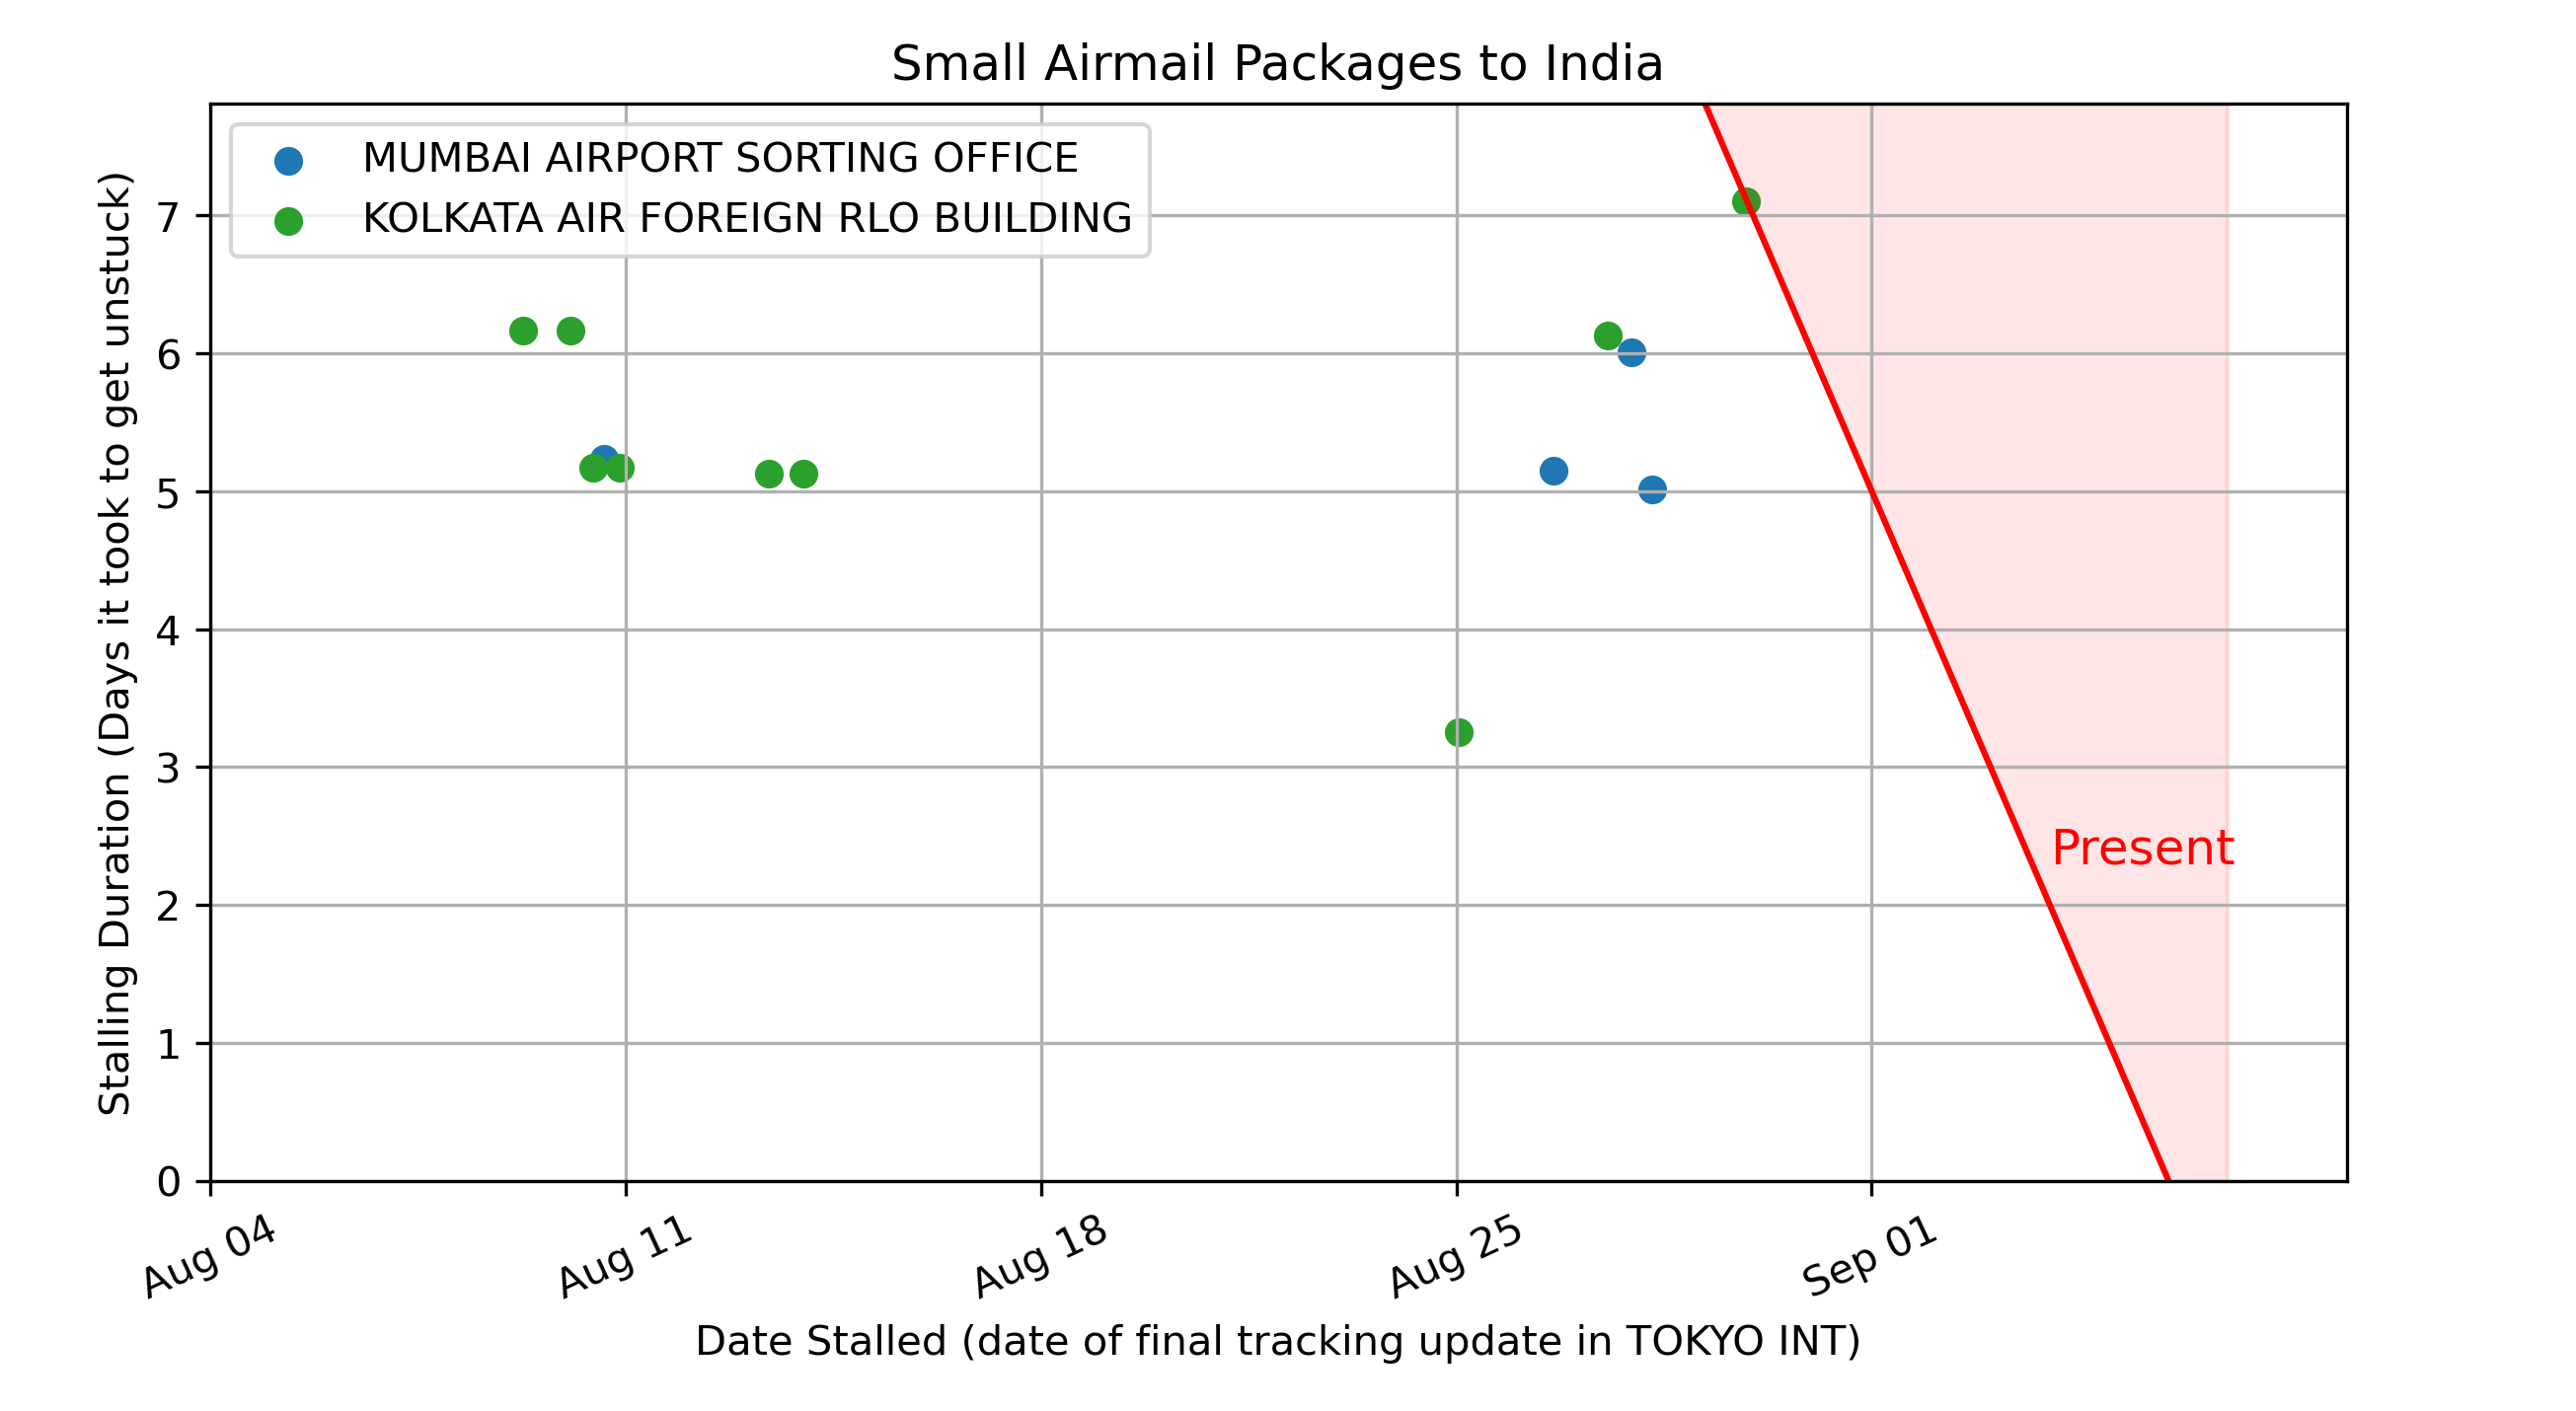 Small Airmail Packages to India
MUMBAI AIRPORT SORTING OFFICE
KOLKATA AIR FOREIGN RLO BUILDING
Stalling Duration (Days it took to get unstuck)
7
6
5
4
3
2
1
0
Present
Aug 04
Aug 11
Aug 18
Aug 25
Sep 01
Date Stalled (date of final tracking update in TOKYO INT)